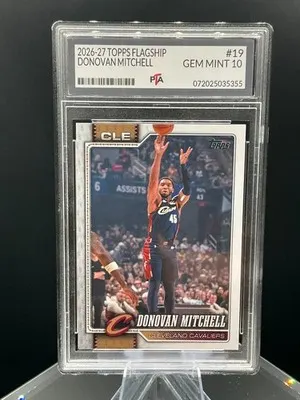 2026-27 TOPPS FLAGSHIP #19
DONOVAN MITCHELL GEM MINT 10
PTA
072025035355
CLE
TOPPS
6 ASSISTS
45
DONOVAN MITCHELL
CLEVELAND CAVALIERS